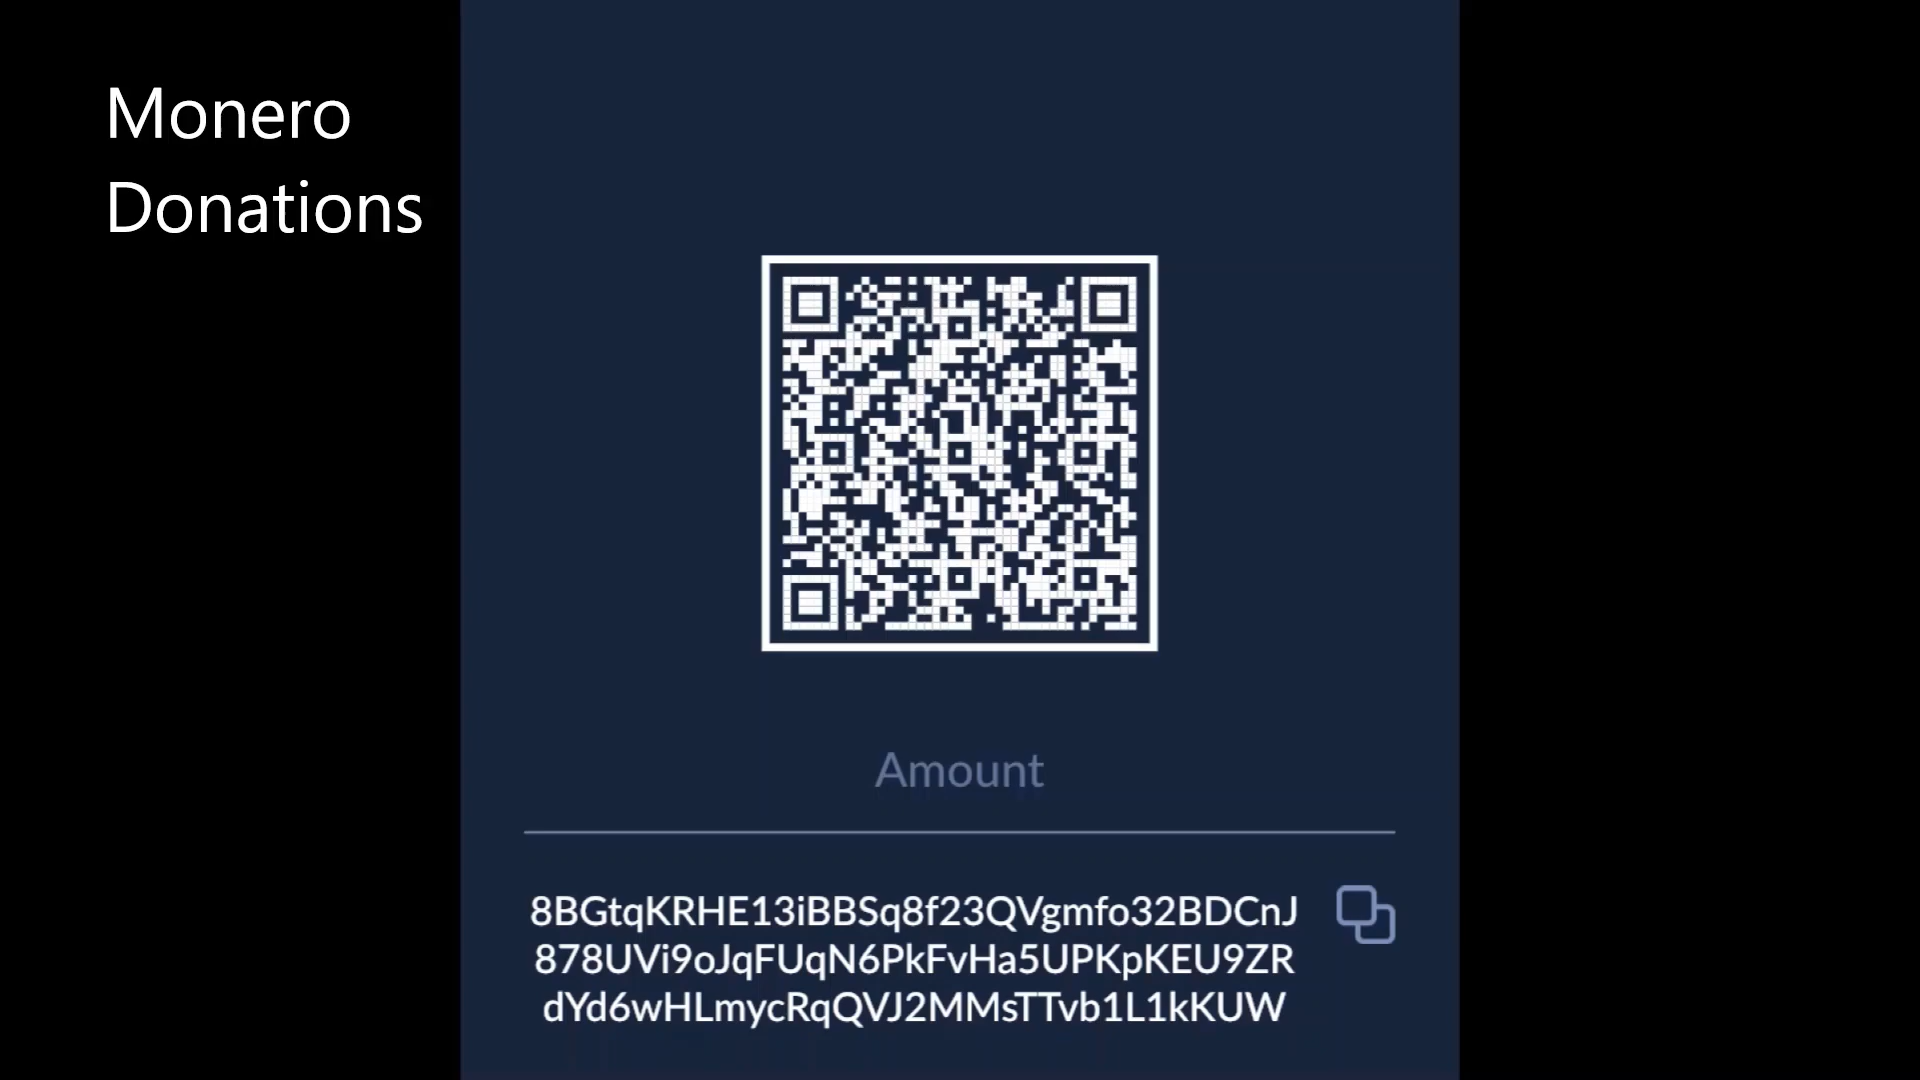 Monero
Donations
Amount
8BGtqKRHE13iBBSq8f23QVgmfo32BDCnJ
878UVi9oJqFUqN6PkFvHa5UPKpKEU9ZR
dYd6wHLmycRqQVJ2MMsTTvb1L1kKUW